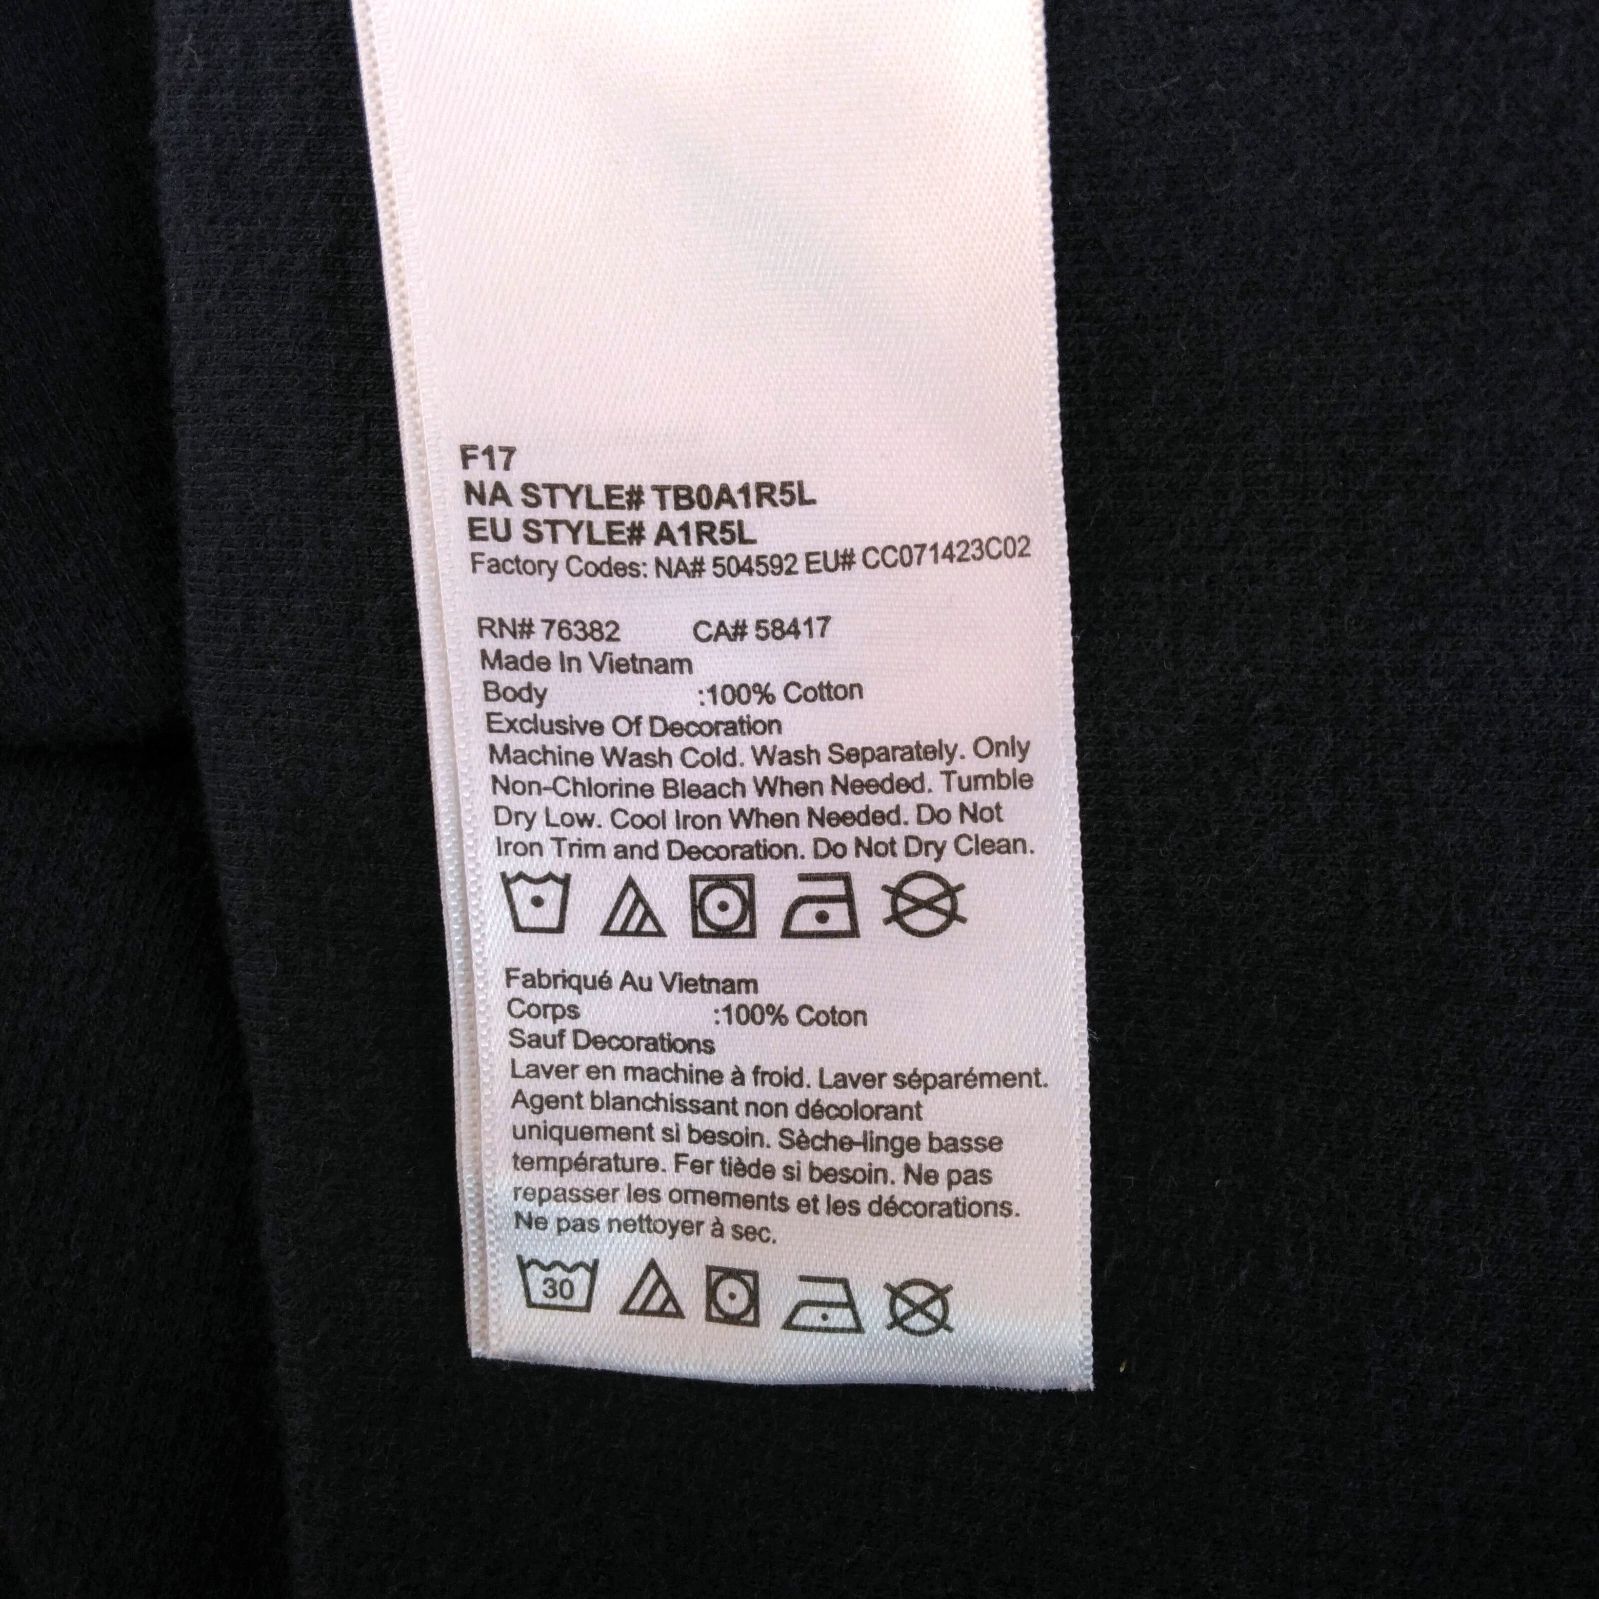 F17
NA STYLE# TB0A1R5L
EU STYLE# A1R5L
Factory Codes: NA# 504592 EU# CC071423C02
RN# 76382 CA# 58417
Made In Vietnam
Body :100% Cotton
Exclusive Of Decoration
Machine Wash Cold. Wash Separately. Only
Non-Chlorine Bleach When Needed. Tumble
Dry Low. Cool Iron When Needed. Do Not
Iron Trim and Decoration. Do Not Dry Clean.
Fabriqué Au Vietnam
Corps :100% Coton
Sauf Decorations
Laver en machine à froid. Laver séparément.
Agent blanchissant non décolorant
uniquement si besoin. Sèche-linge basse
température. Fer tiède si besoin. Ne pas
repasser les ornements et les décorations.
Ne pas nettoyer à sec.
30